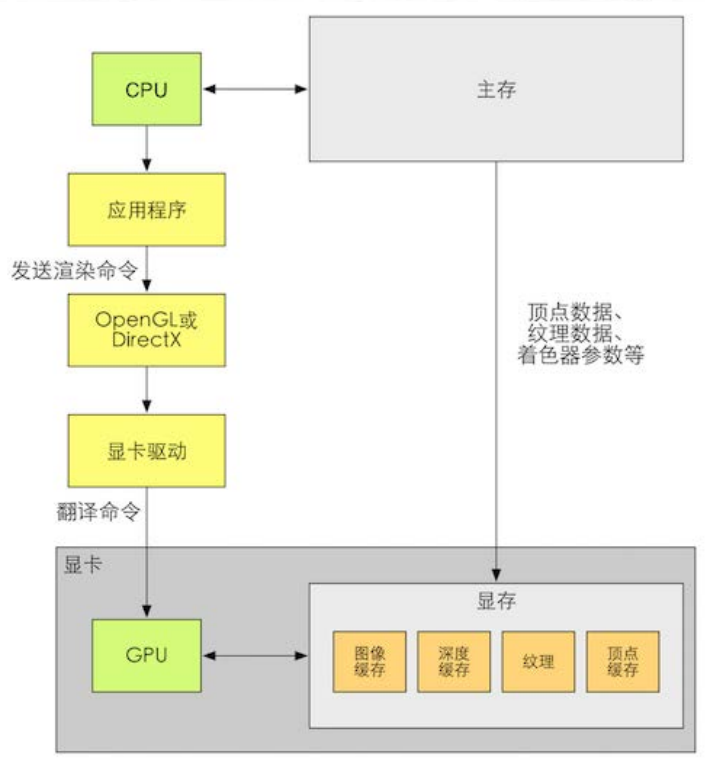 CPU
主存
应用程序
发送渲染命令
OpenGL或
DirectX
顶点数据、
纹理数据、
着色器参数等
显卡驱动
翻译命令
显卡
显存
GPU
图像
缓存
深度
缓存
纹理
顶点
缓存